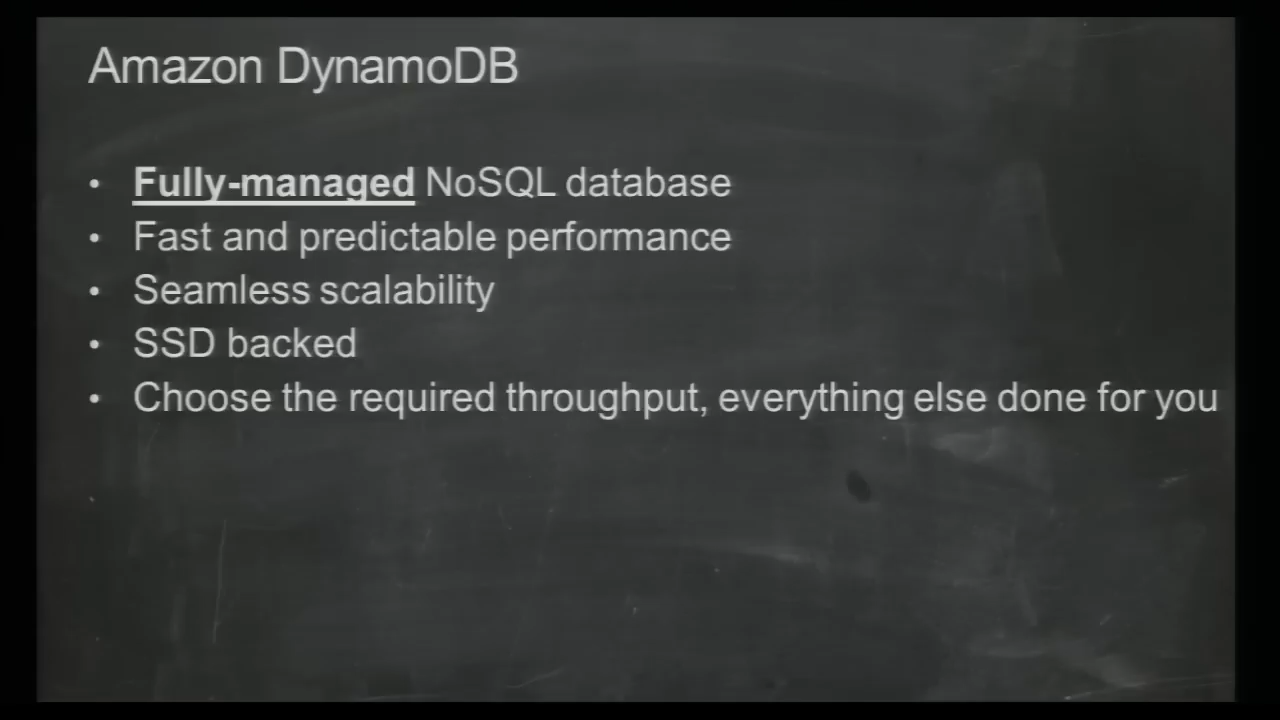 Amazon DynamoDB
• Fully-managed NoSQL database
• Fast and predictable performance
• Seamless scalability
• SSD backed
• Choose the required throughput, everything else done for you